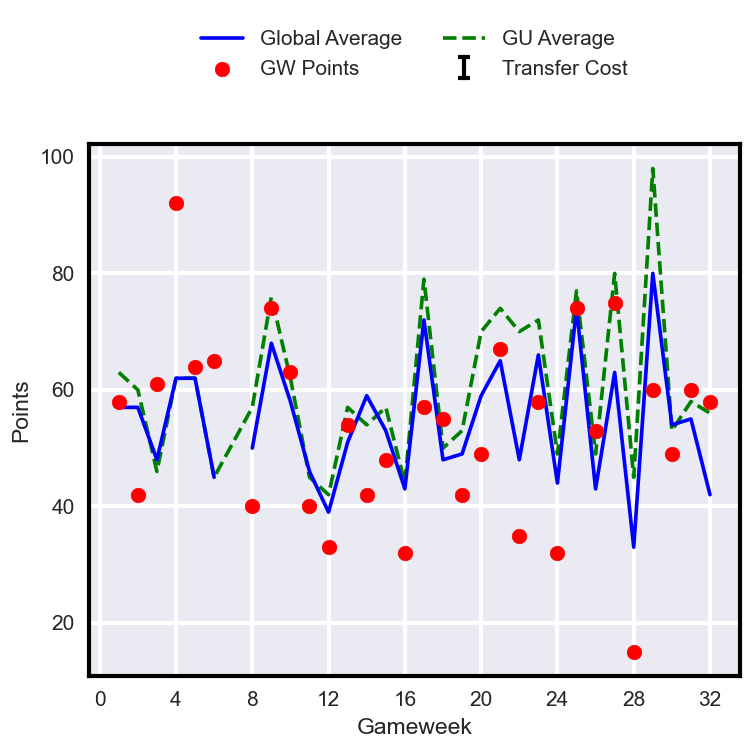 Global Average GU Average
GW Points Transfer Cost
100
80
60
40
20
Points
0 4 8 12 16 20 24 28 32
Gameweek